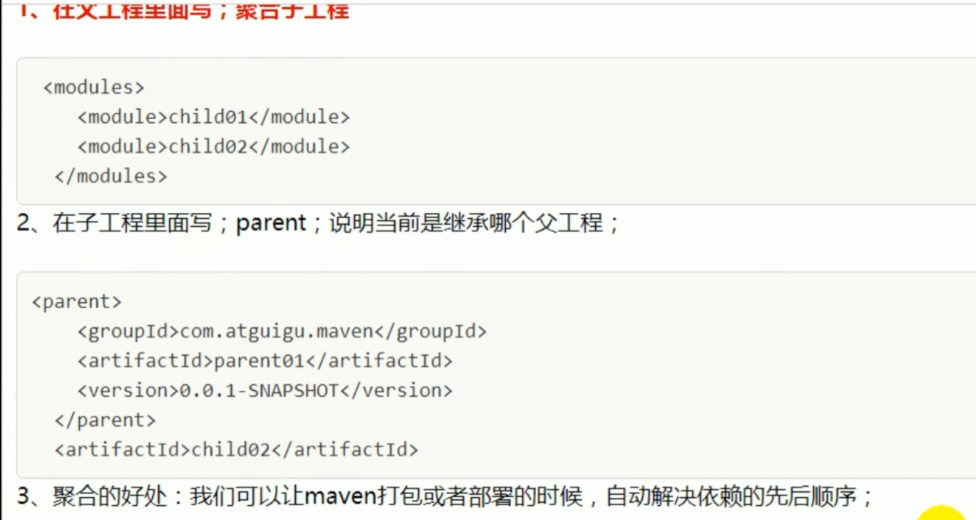 1、在父工程里面写；聚合子工程
<modules>
<module>child01</module>
<module>child02</module>
</modules>
2、在子工程里面写；parent；说明当前是继承哪个父工程；
<parent>
<groupId>com.atguigu.maven</groupId>
<artifactId>parent01</artifactId>
<version>0.0.1-SNAPSHOT</version>
</parent>
<artifactId>child02</artifactId>
3、聚合的好处：我们可以让maven打包或者部署的时候，自动解决依赖的先后顺序；